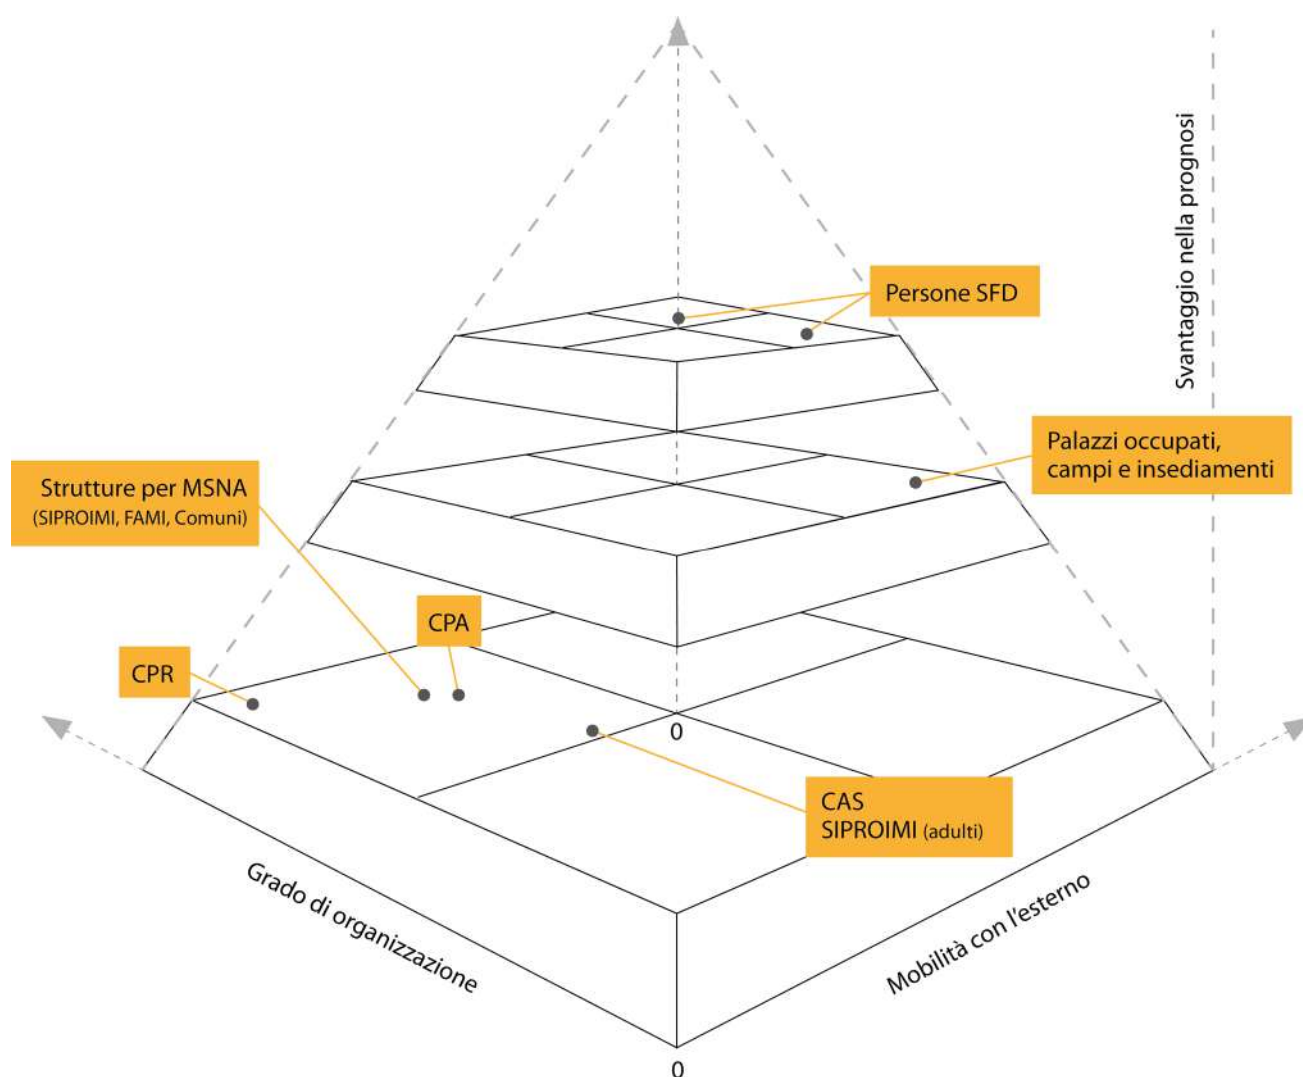 Svantaggio nella prognosi
Persone SFD
Palazzi occupati,
campi e insediamenti
Strutture per MSNA
(SIPROIMI, FAMI, Comuni)
CPA
CPR
0
CAS
SIPROIMI (adulti)
Grado di organizzazione
Mobilità con l'esterno
0